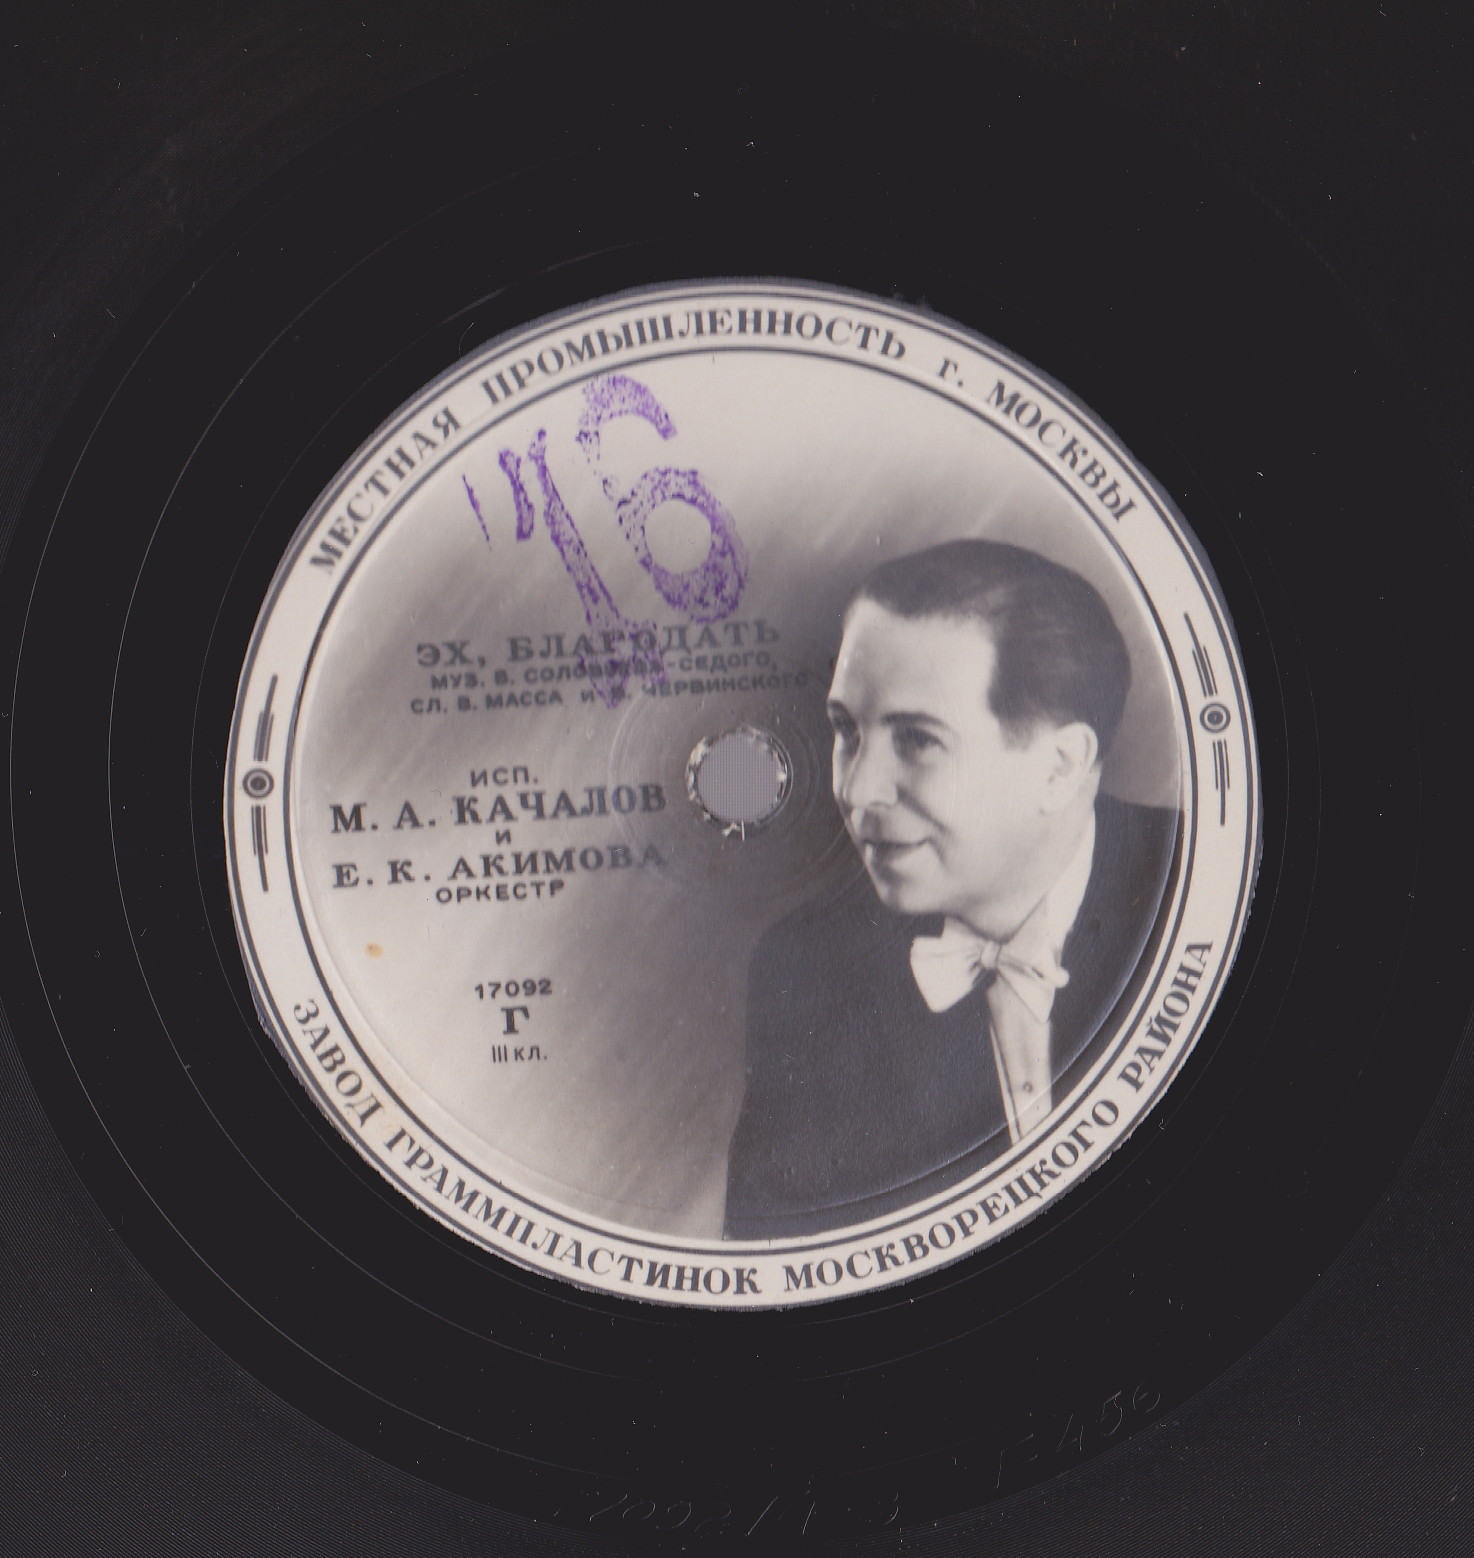 МЕСТНАЯ ПРОМЫШЛЕННОСТЬ г. МОСКВЫ
16
ЭХ, БЛАГОДАТЬ
МУЗ. В. СОЛОВЬЕВА-СЕДОГО,
СЛ. В. МАССА и В. ЧЕРВИНСКОГО
ИСП.
М. А. КАЧАЛОВ
и
Е. К. АКИМОВА
ОРКЕСТР
17092
Г
III кл.
ЗАВОД ГРАММПЛАСТИНОК МОСКВОРЕЦКОГО РАЙОНА
Г-456